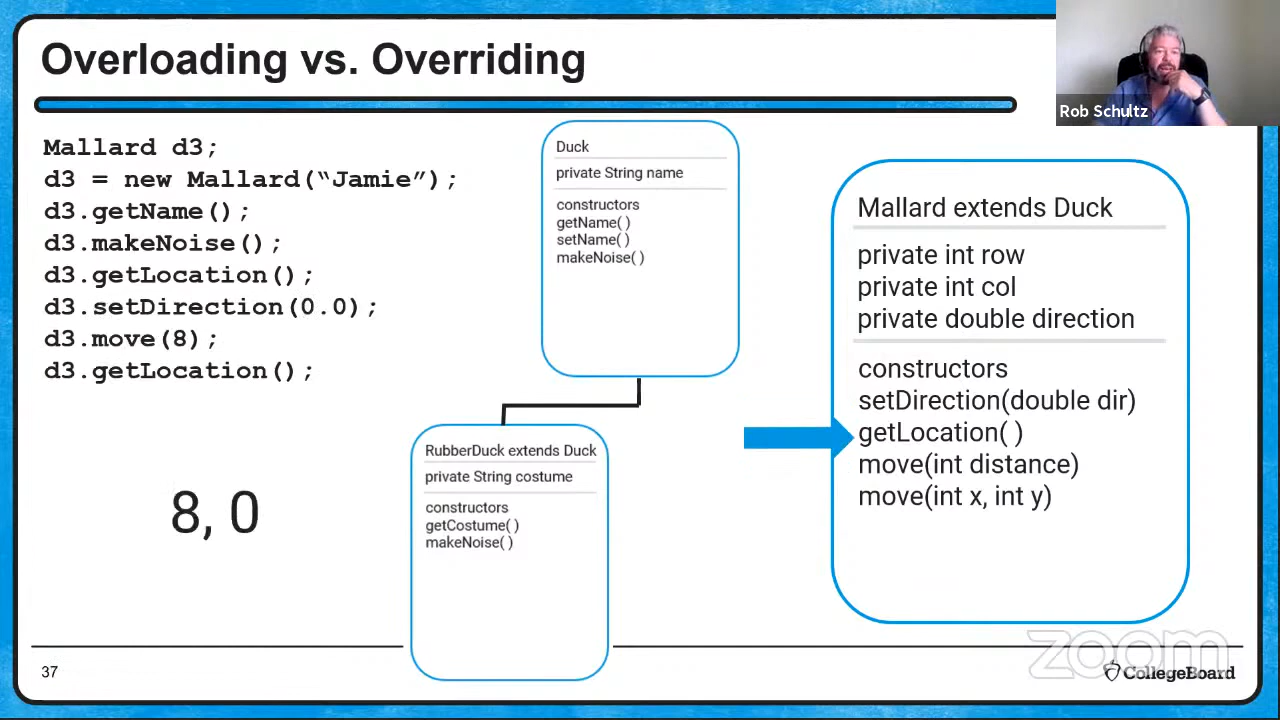 Overloading vs. Overriding
Rob Schultz
Mallard d3;
d3 = new Mallard(“Jamie”);
d3.getName();
d3.makeNoise();
d3.getLocation();
d3.setDirection(0.0);
d3.move(8);
d3.getLocation();
8, 0
Duck
private String name
constructors
getName( )
setName( )
makeNoise( )
RubberDuck extends Duck
private String costume
constructors
getCostume( )
makeNoise( )
Mallard extends Duck
private int row
private int col
private double direction
constructors
setDirection(double dir)
getLocation( )
move(int distance)
move(int x, int y)
37
zoom
CollegeBoard